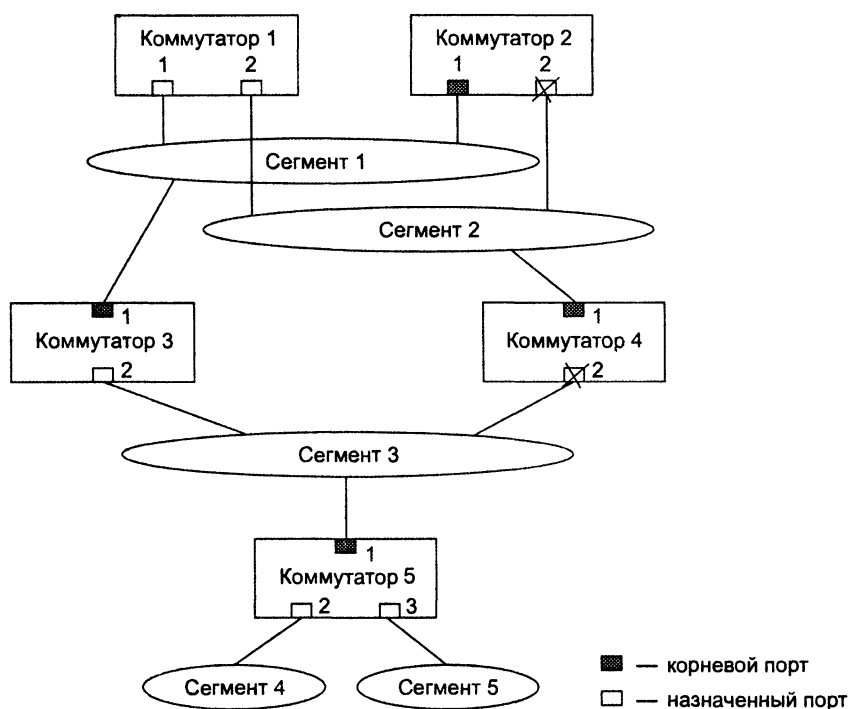 Коммутатор 1
1 2
Коммутатор 2
1 2
Сегмент 1
Сегмент 2
1
Коммутатор 3
2
1
Коммутатор 4
2
Сегмент 3
1
Коммутатор 5
2 3
Сегмент 4
Сегмент 5
— корневой порт
— назначенный порт